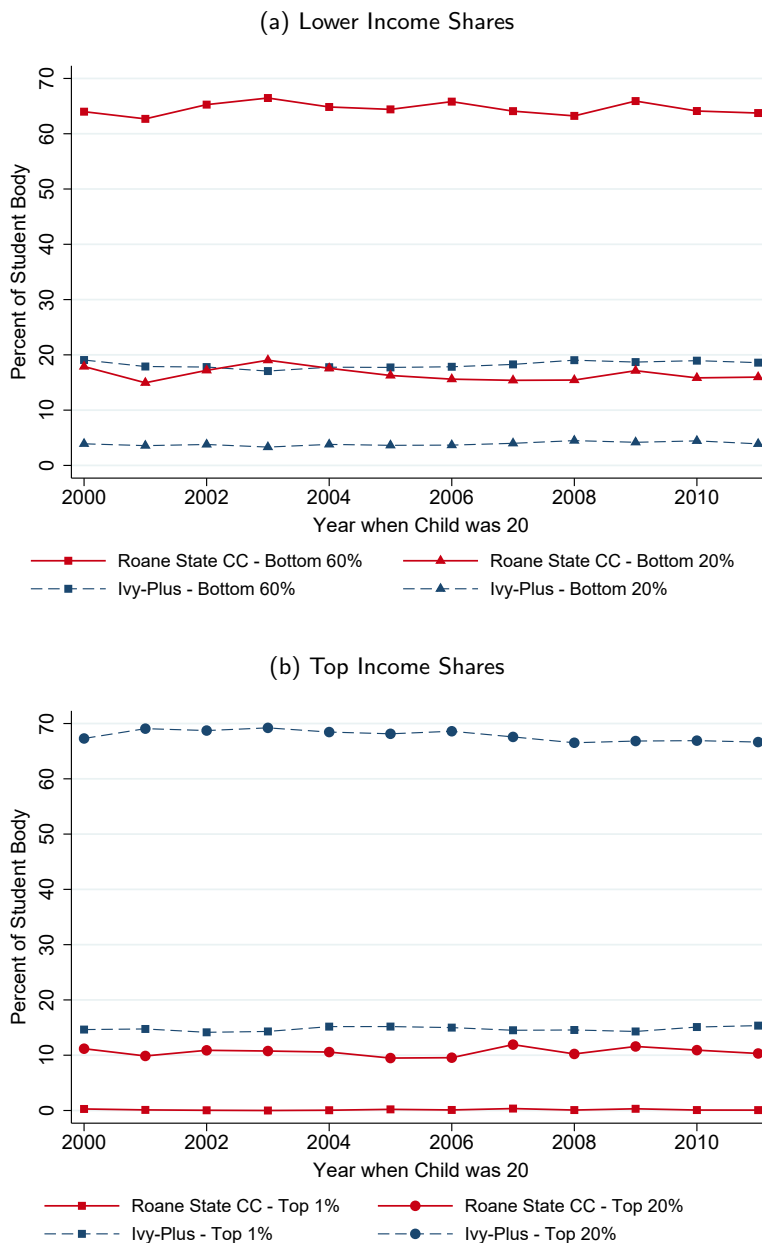 (a) Lower Income Shares
Percent of Student Body
70
60
50
40
30
20
10
0
2000 2002 2004 2006 2008 2010
Year when Child was 20
Roane State CC - Bottom 60% Roane State CC - Bottom 20%
Ivy-Plus - Bottom 60% Ivy-Plus - Bottom 20%
(b) Top Income Shares
Percent of Student Body
70
60
50
40
30
20
10
0
2000 2002 2004 2006 2008 2010
Year when Child was 20
Roane State CC - Top 1% Roane State CC - Top 20%
Ivy-Plus - Top 1% Ivy-Plus - Top 20%